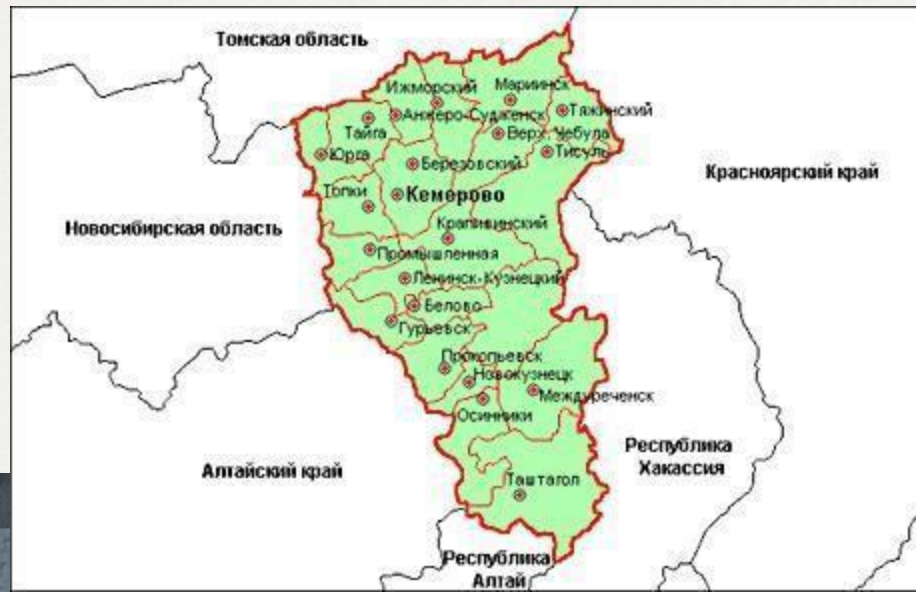 Томская область
Мариинск
Ижморский
Тяжинский
Анжеро-Судженск
Тайга
Верх. Чебула
Юрга
Тисуль
Березовский
Красноярский край
Топки
Кемерово
Крапивинский
Новосибирская область
Промышленная
Ленинск-Кузнецкий
Белово
Гурьевск
Прокопьевск
Новокузнецк
Междуреченск
Осинники
Республика
Хакассия
Алтайский край
Таштагол
Республика
Алтай